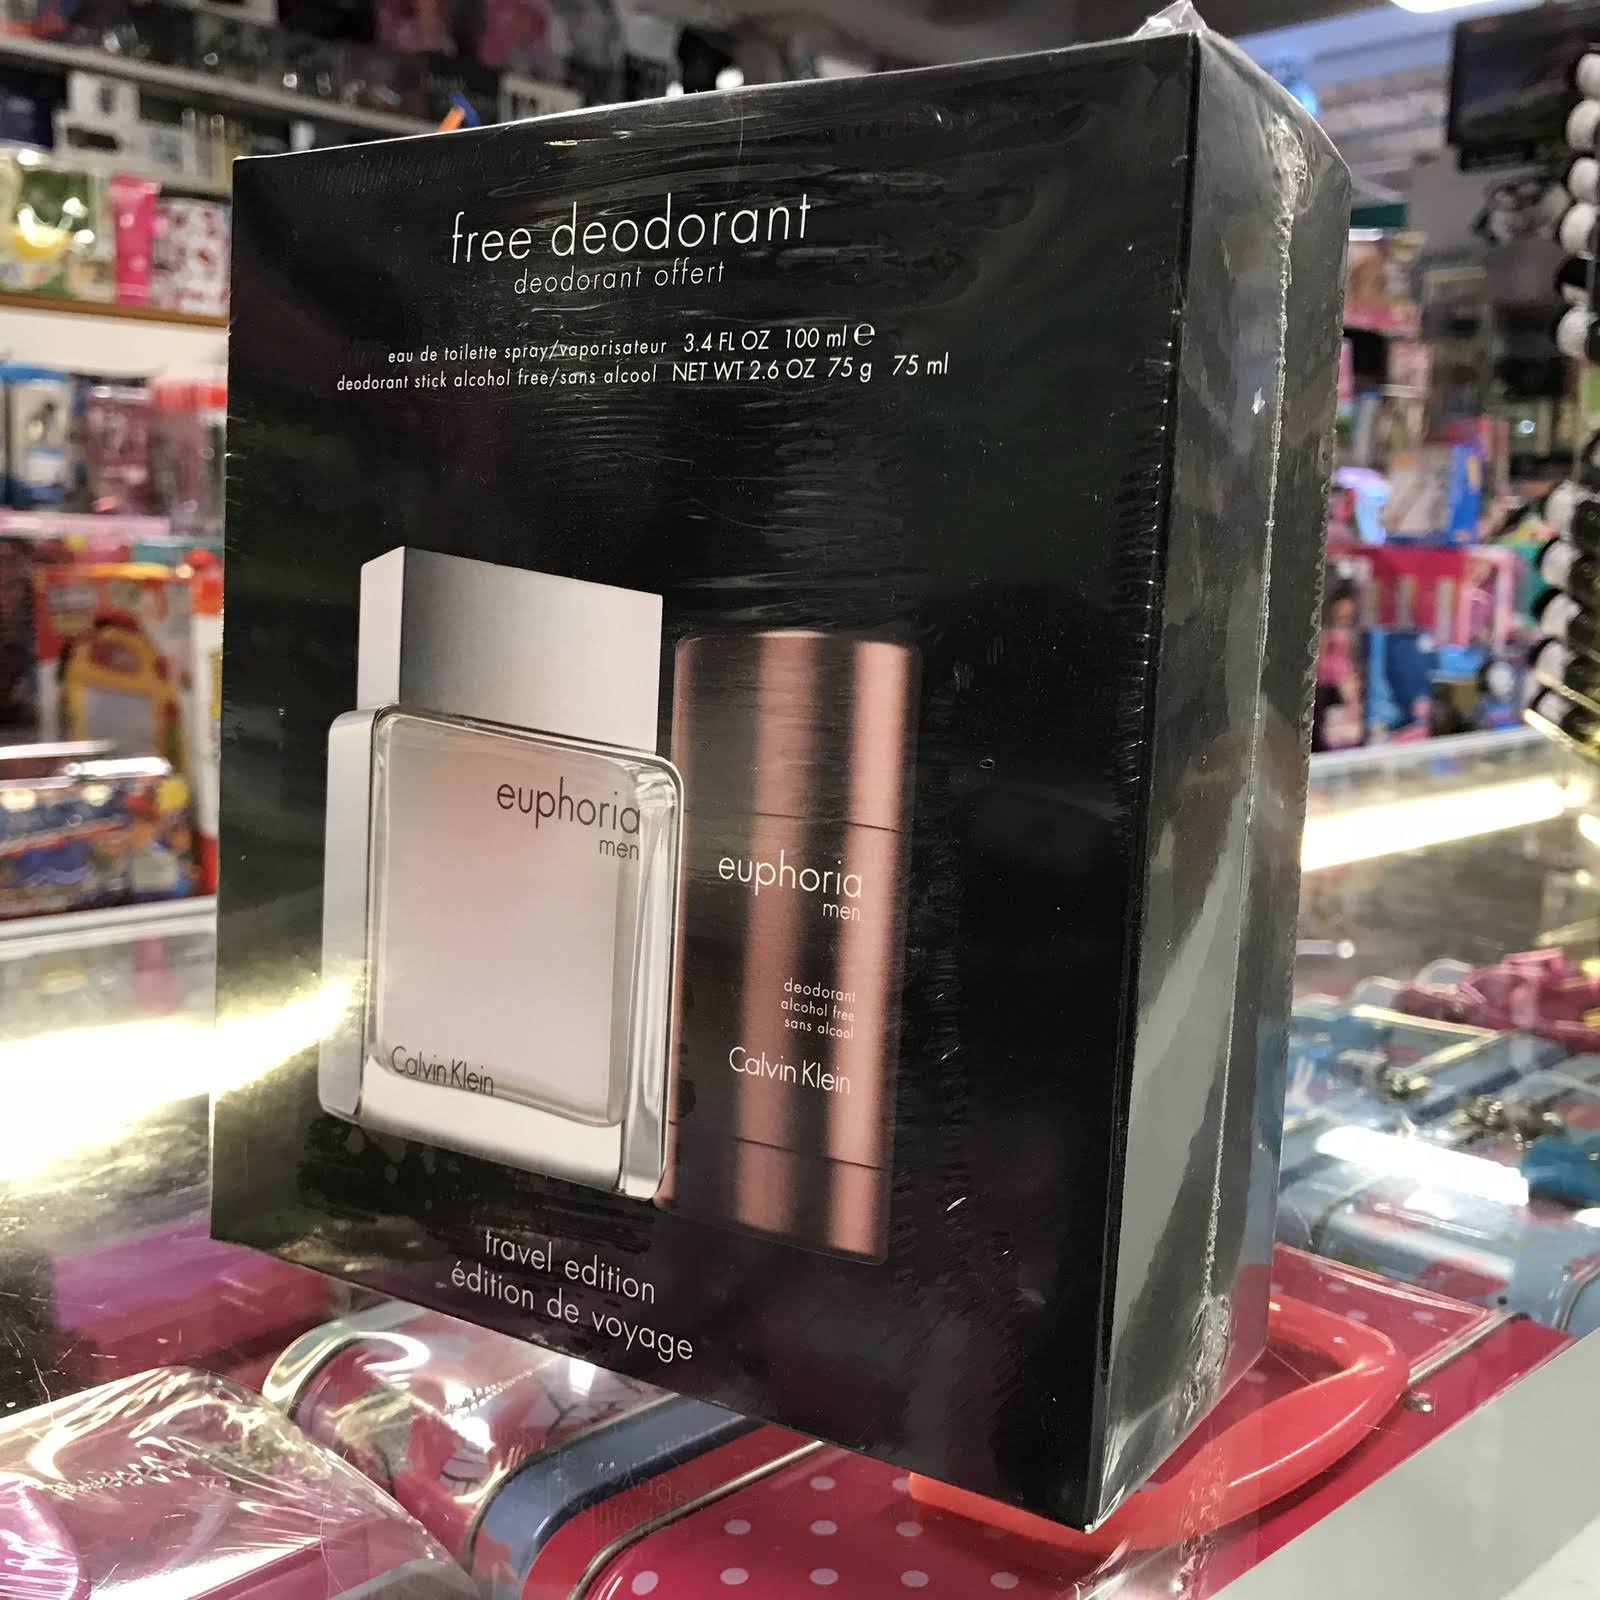 free deodorant
deodorant offert
eau de toilette spray/vaporisateur 3.4 FL OZ 100 ml ℮
deodorant stick alcohol free/sans alcool NET WT 2.6 OZ 75 g 75 ml
euphoria
men
Calvin Klein
euphoria
men
deodorant
alcohol free
sans alcool
Calvin Klein
travel edition
édition de voyage